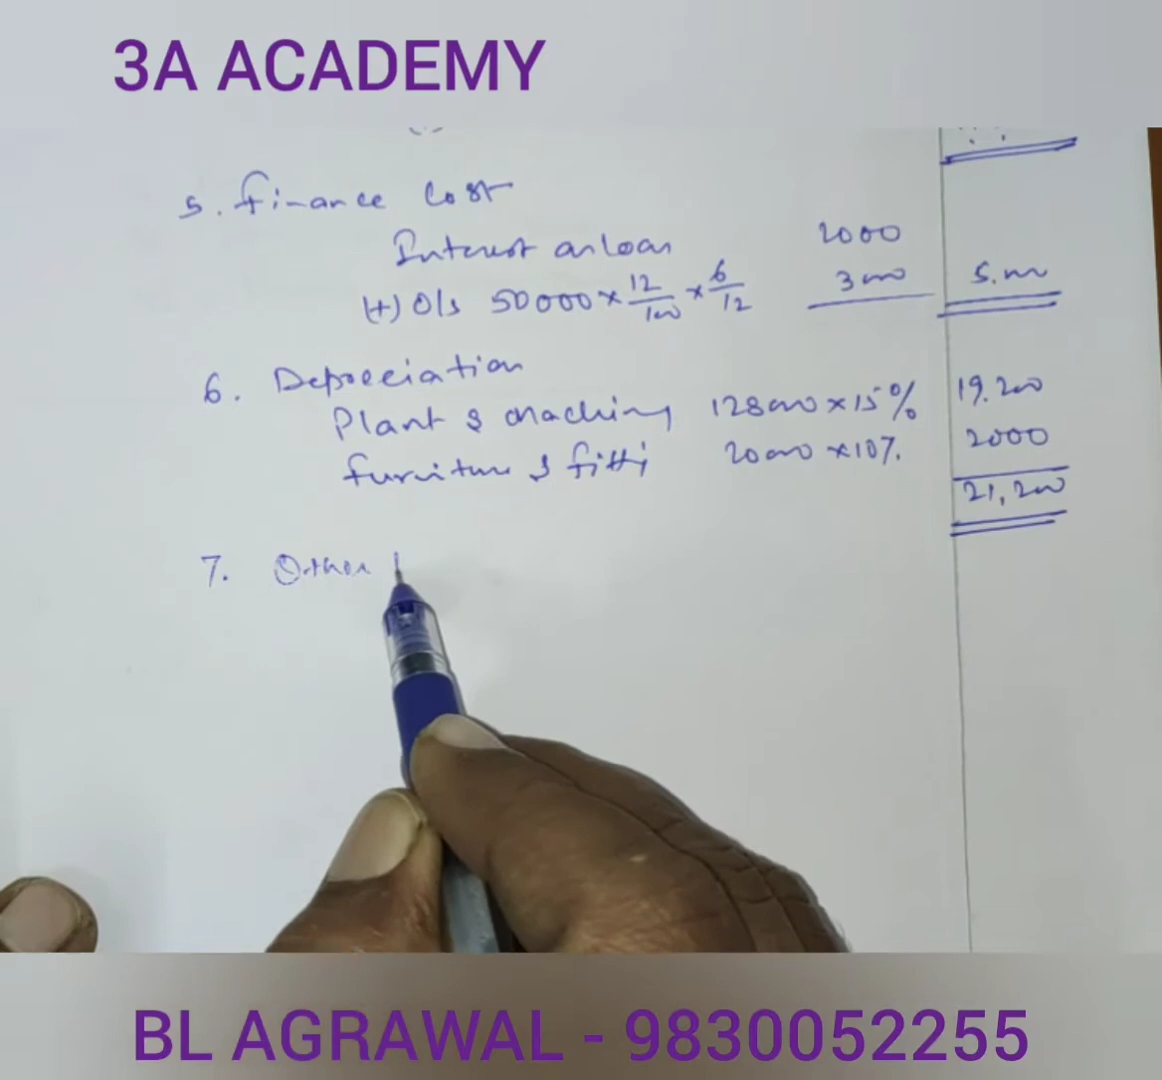 3A ACADEMY
5. Finance Cost
Interest on loan 2000
(+) O/s 50000 × 12/100 × 6/12 3000 5,000
6. Depreciation
Plant & Machinery 128000 × 15% 19,200
furniture & fitti 20000 × 10%. 2000
21,200
7. Other
BL AGRAWAL - 9830052255